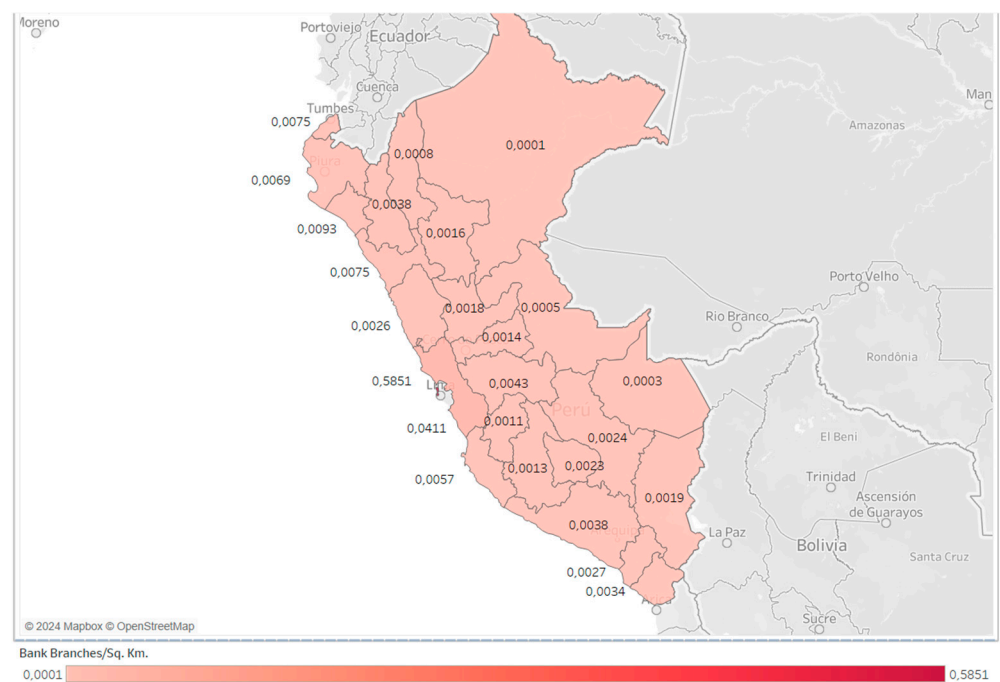 Moreno
Portoviejo
Ecuador
Cuenca
Man
Tumbes
Amazonas
0,0075
0,0001
0,0008
Piura
0,0069
0,0038
0,0093
0,0016
0,0075
Porto Velho
0,0018
0,0005
Rio Branco
0,0026
0,0014
Rondônia
0,5851
Lima
0,0043
0,0003
Perú
0,0411
0,0011
0,0024
El Beni
0,0057
0,0013
0,0023
Trinidad
0,0019
Ascensión
de Guarayos
0,0038
La Paz
Bolivia
Santa Cruz
0,0027
0,0034
Arica
Sucre
© 2024 Mapbox © OpenStreetMap
Bank Branches/Sq. Km.
0,0001
0,5851